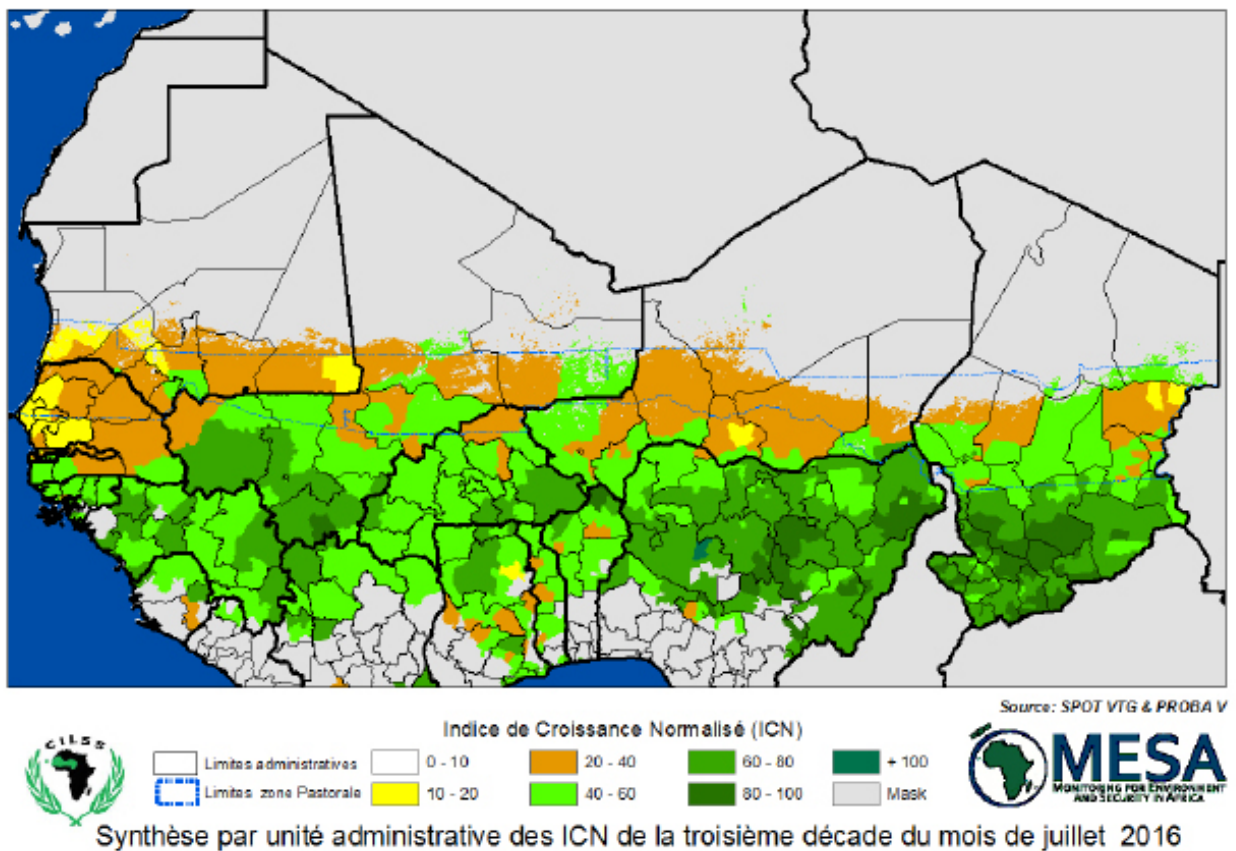 Source: SPOT VTG & PROBA V
Indice de Croissance Normalisé (ICN)
CILSS
Limites administratives
0 - 10
20 - 40
60 - 80
+ 100
Limites zone Pastorale
10 - 20
40 - 60
80 - 100
Mask
MESA
MONITORING FOR ENVIRONMENT
AND SECURITY IN AFRICA
Synthèse par unité administrative des ICN de la troisième décade du mois de juillet 2016